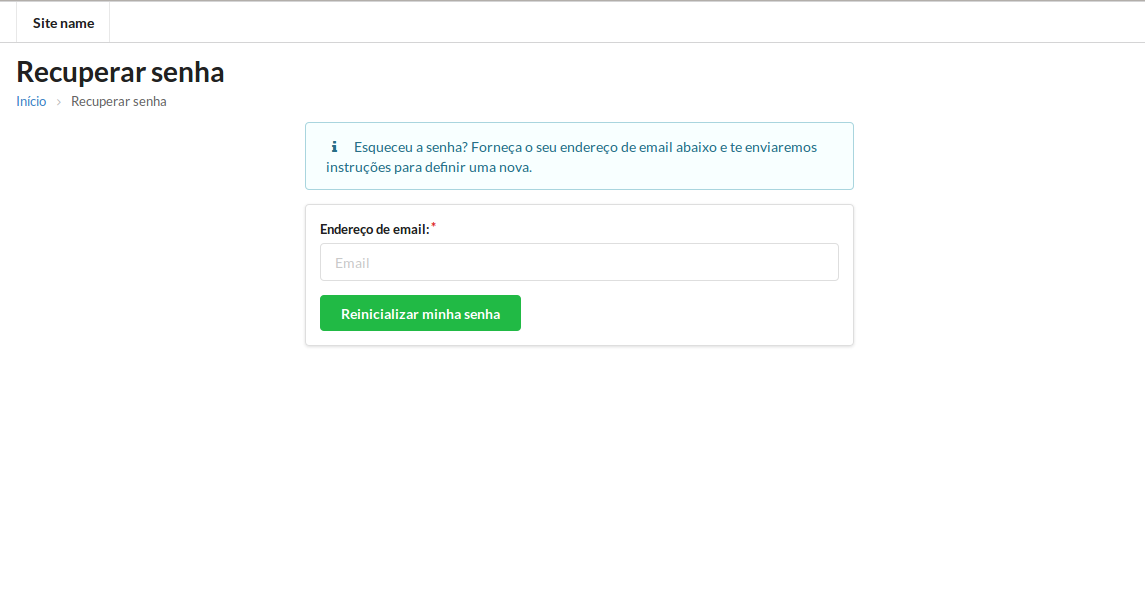 Site name
Recuperar senha
Início › Recuperar senha
Esqueceu a senha? Forneça o seu endereço de email abaixo e te enviaremos
instruções para definir uma nova.
Endereço de email:*
Email
Reinicializar minha senha